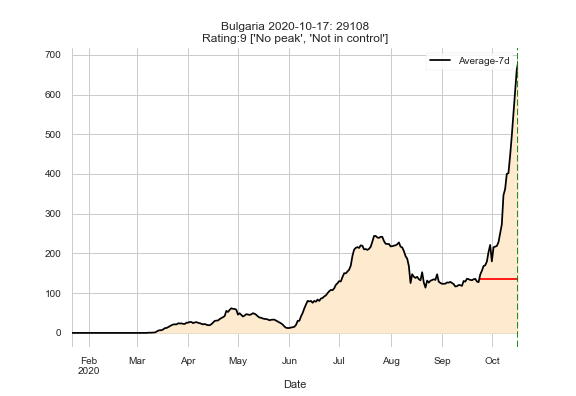 Bulgaria 2020-10-17: 29108
Rating:9 ['No peak', 'Not in control']
Average-7d
700
600
500
400
300
200
100
0
Feb Mar Apr May Jun Jul Aug Sep Oct
2020
Date